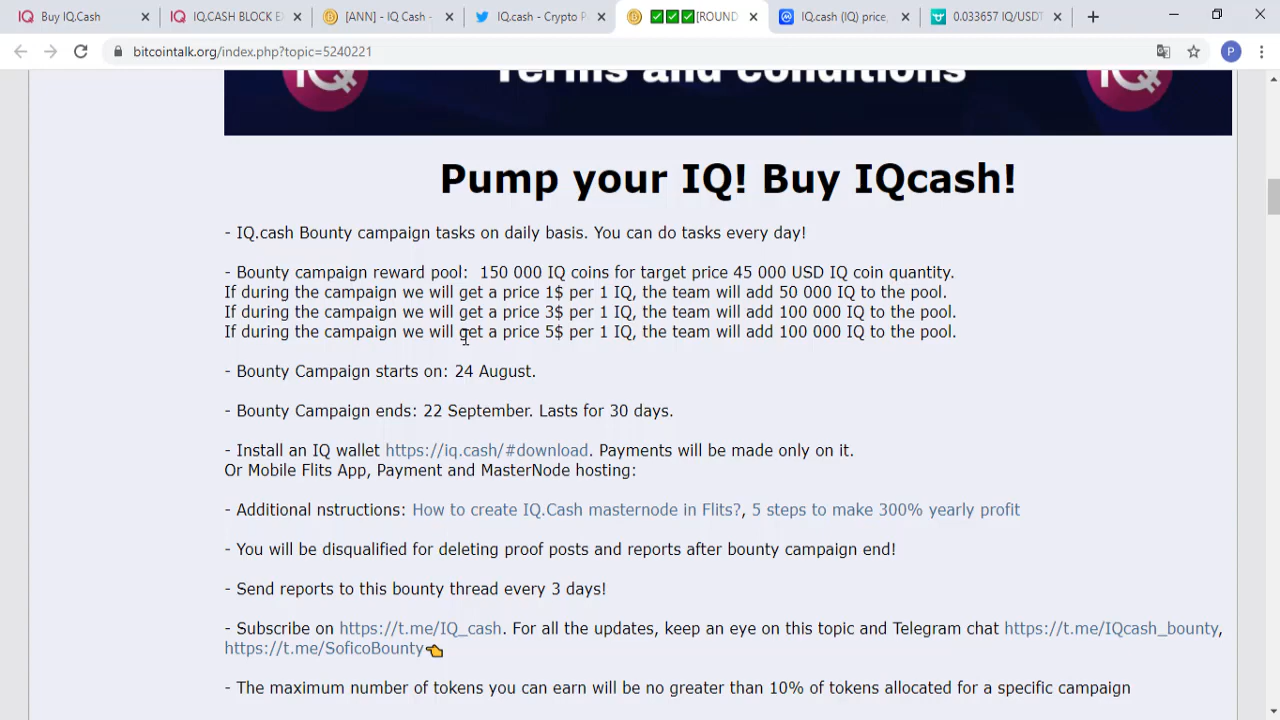 Buy IQ.Cash
IQ.CASH BLOCK E
[ANN] - IQ Cash -
IQ.cash - Crypto P
[ROUND
IQ.cash (IQ) price,
0.033657 IQ/USDT
bitcointalk.org/index.php?topic=5240221
P
IQ Terms and conditions IQ
Pump your IQ! Buy IQcash!
- IQ.cash Bounty campaign tasks on daily basis. You can do tasks every day!
- Bounty campaign reward pool:  150 000 IQ coins for target price 45 000 USD IQ coin quantity.
If during the campaign we will get a price 1$ per 1 IQ, the team will add 50 000 IQ to the pool.
If during the campaign we will get a price 3$ per 1 IQ, the team will add 100 000 IQ to the pool.
If during the campaign we will get a price 5$ per 1 IQ, the team will add 100 000 IQ to the pool.
- Bounty Campaign starts on: 24 August.
- Bounty Campaign ends: 22 September. Lasts for 30 days.
- Install an IQ wallet https://iq.cash/#download. Payments will be made only on it.
Or Mobile Flits App, Payment and MasterNode hosting:
- Additional nstructions: How to create IQ.Cash masternode in Flits?, 5 steps to make 300% yearly profit
- You will be disqualified for deleting proof posts and reports after bounty campaign end!
- Send reports to this bounty thread every 3 days!
- Subscribe on https://t.me/IQ_cash. For all the updates, keep an eye on this topic and Telegram chat https://t.me/IQcash_bounty,
https://t.me/SoficoBounty
- The maximum number of tokens you can earn will be no greater than 10% of tokens allocated for a specific campaign